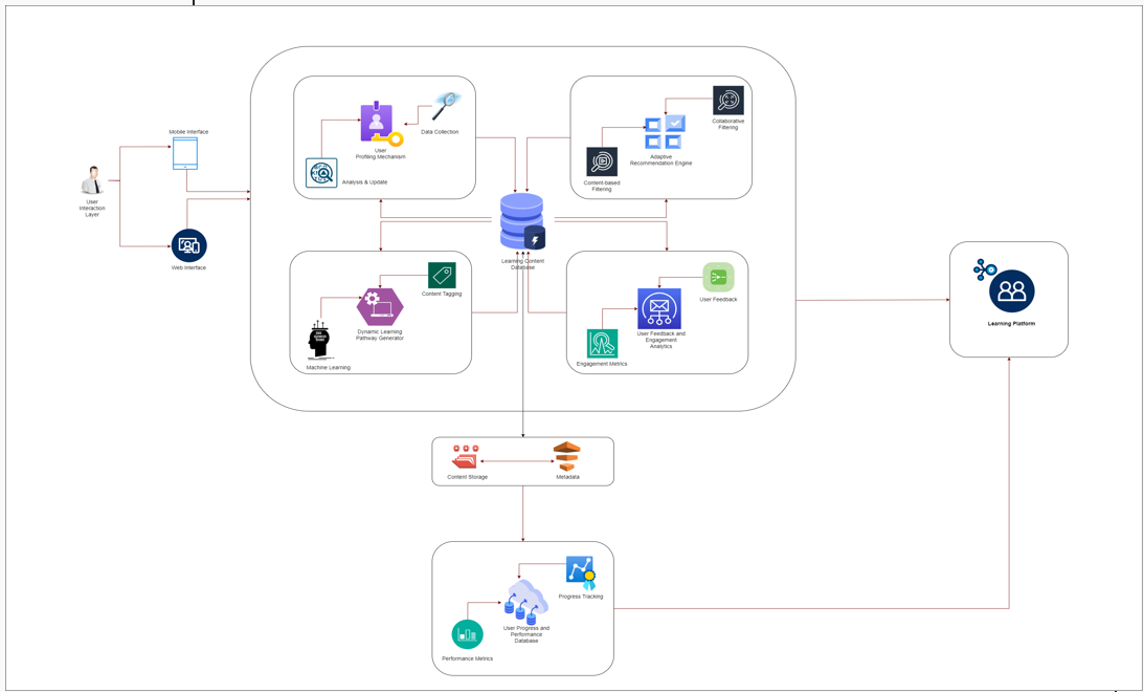 Mobile Interface
User
Interaction
Layer
Web Interface
User
Profiling Mechanism
Data Collection
Analysis & Update
Collaborative
Filtering
Adaptive
Recommendation Engine
Content-based
Filtering
Learning Content
Database
Content Tagging
Dynamic Learning
Pathway Generator
Machine Learning
User Feedback
User Feedback and
Engagement
Analytics
Engagement Metrics
Learning Platform
Content Storage
Metadata
Progress Tracking
User Progress and
Performance
Database
Performance Metrics